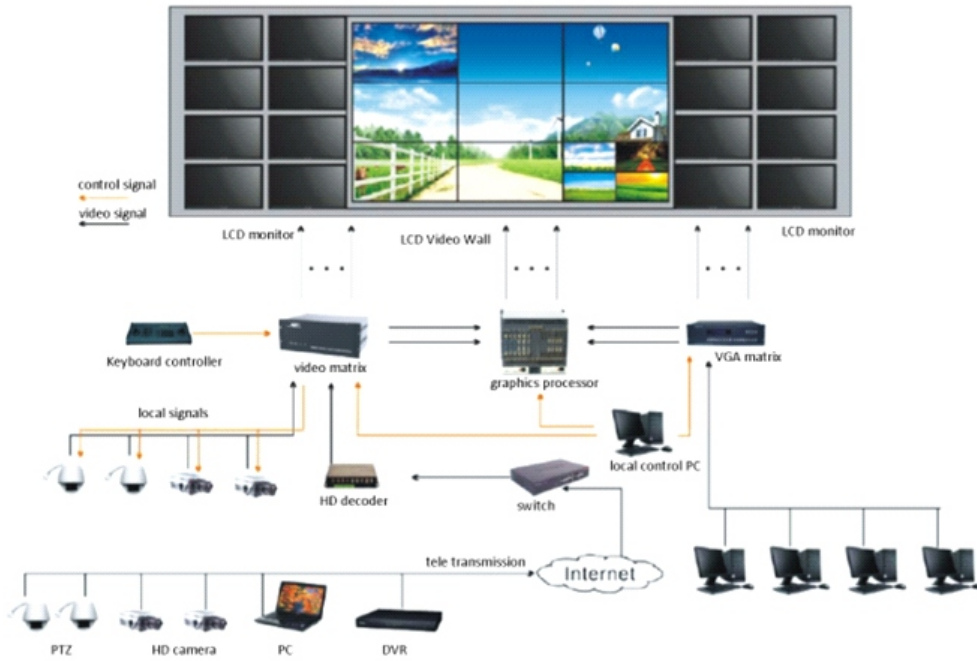 control signal
video signal
LCD monitor
LCD Video Wall
LCD monitor
Keyboard controller
video matrix
graphics processor
VGA matrix
local signals
local control PC
HD decoder
switch
tele transmission
Internet
PTZ
HD camera
PC
DVR